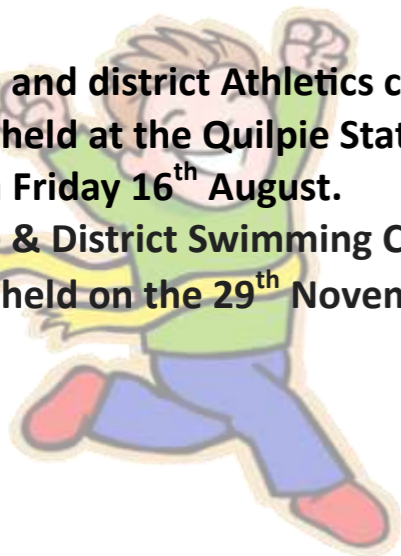 and district Athletics c
held at the Quilpie Stat
Friday 16th August.
& District Swimming C
held on the 29th Novem